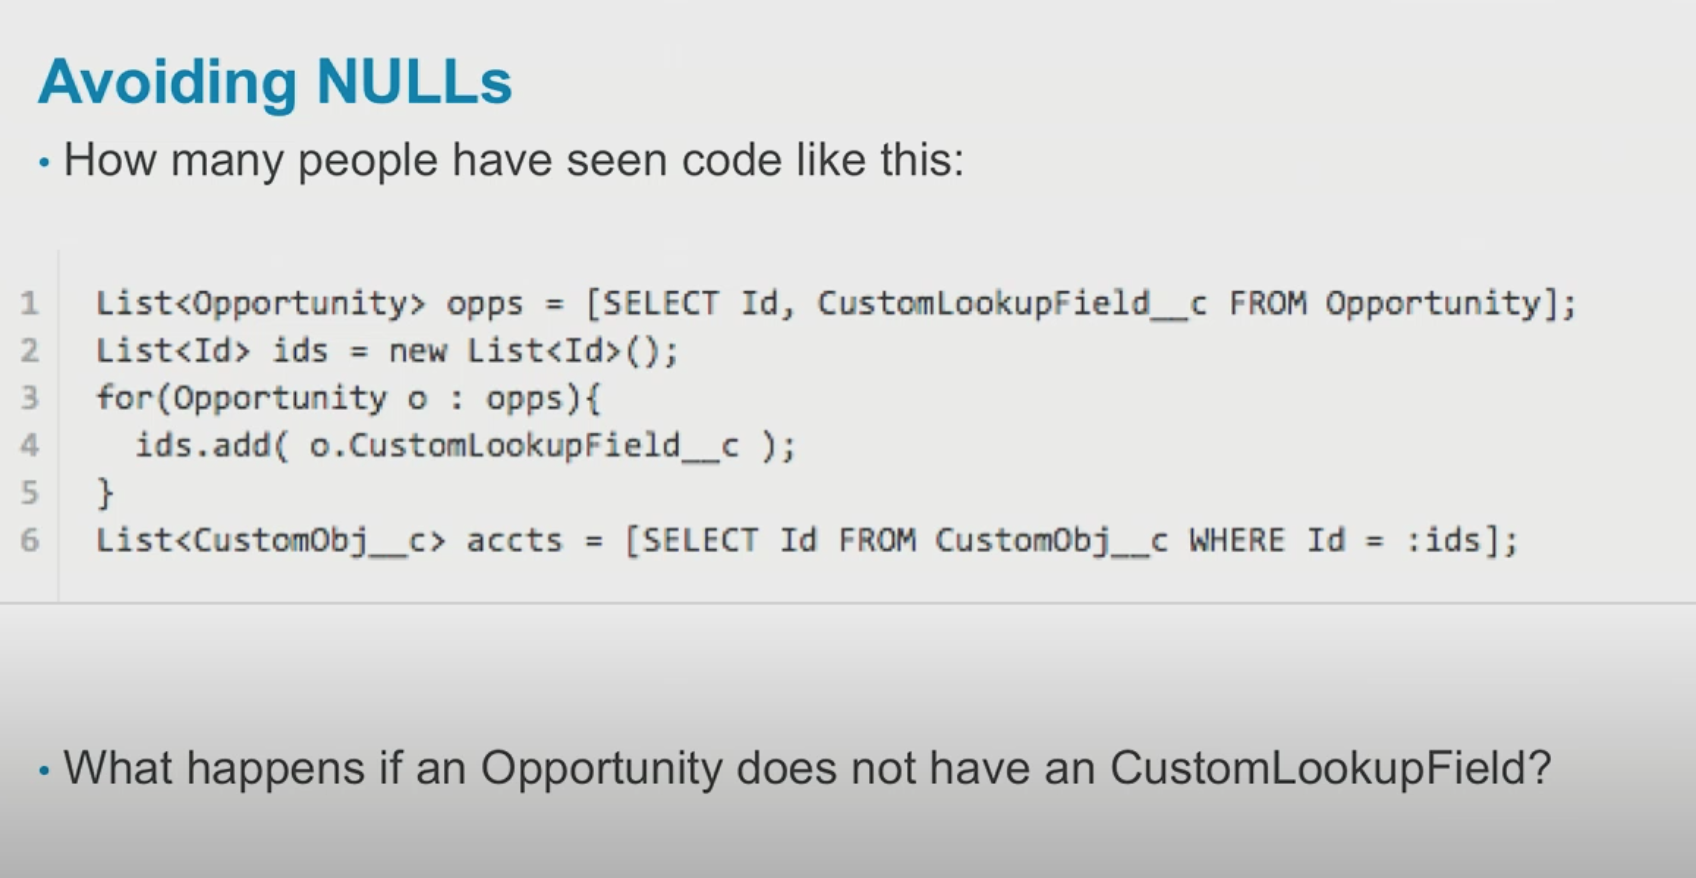 Avoiding NULLs
• How many people have seen code like this:
1 List<Opportunity> opps = [SELECT Id, CustomLookupField__c FROM Opportunity];
2 List<Id> ids = new List<Id>();
3 for(Opportunity o : opps){
4   ids.add( o.CustomLookupField__c );
5 }
6 List<CustomObj__c> accts = [SELECT Id FROM CustomObj__c WHERE Id = :ids];
• What happens if an Opportunity does not have an CustomLookupField?